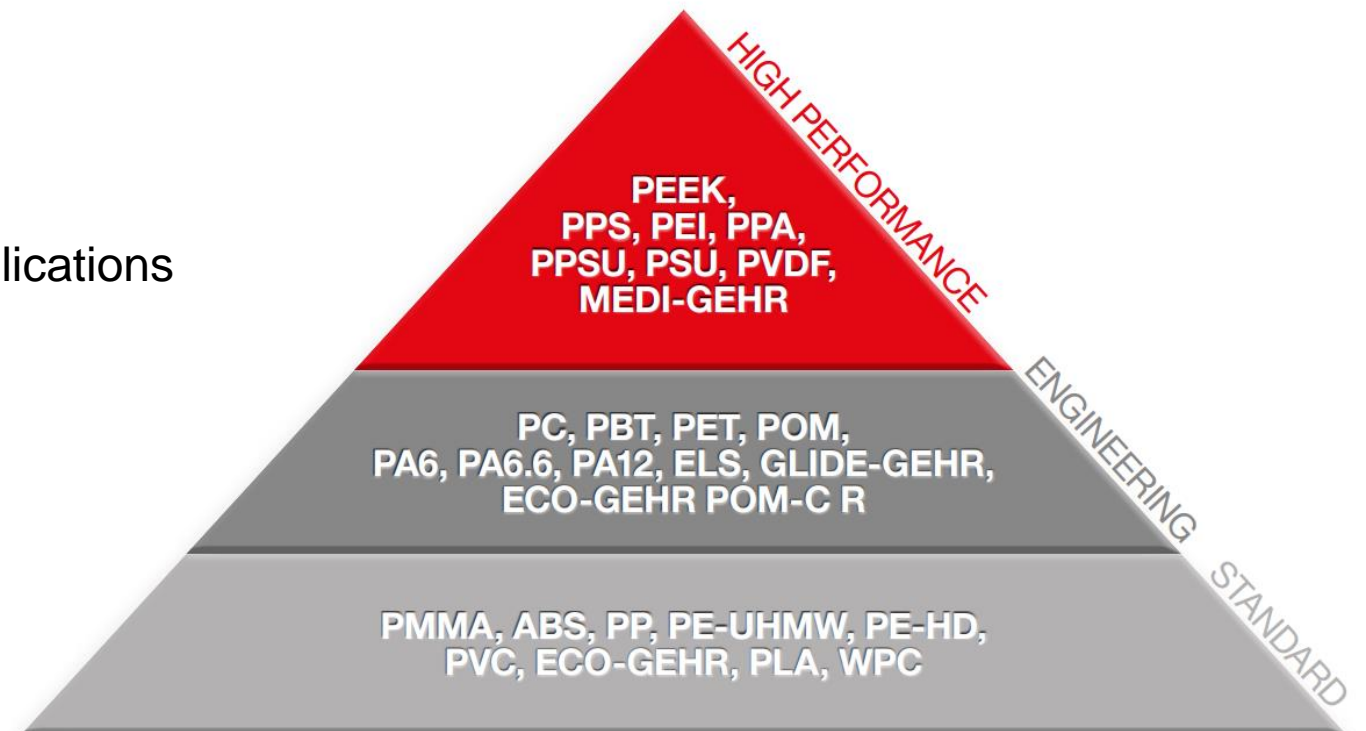 lications
HIGH PERFORMANCE
PEEK,
PPS, PEI, PPA,
PPSU, PSU, PVDF,
MEDI-GEHR
ENGINEERING
PC, PBT, PET, POM,
PA6, PA6.6, PA12, ELS, GLIDE-GEHR,
ECO-GEHR POM-C R
STANDARD
PMMA, ABS, PP, PE-UHMW, PE-HD,
PVC, ECO-GEHR, PLA, WPC